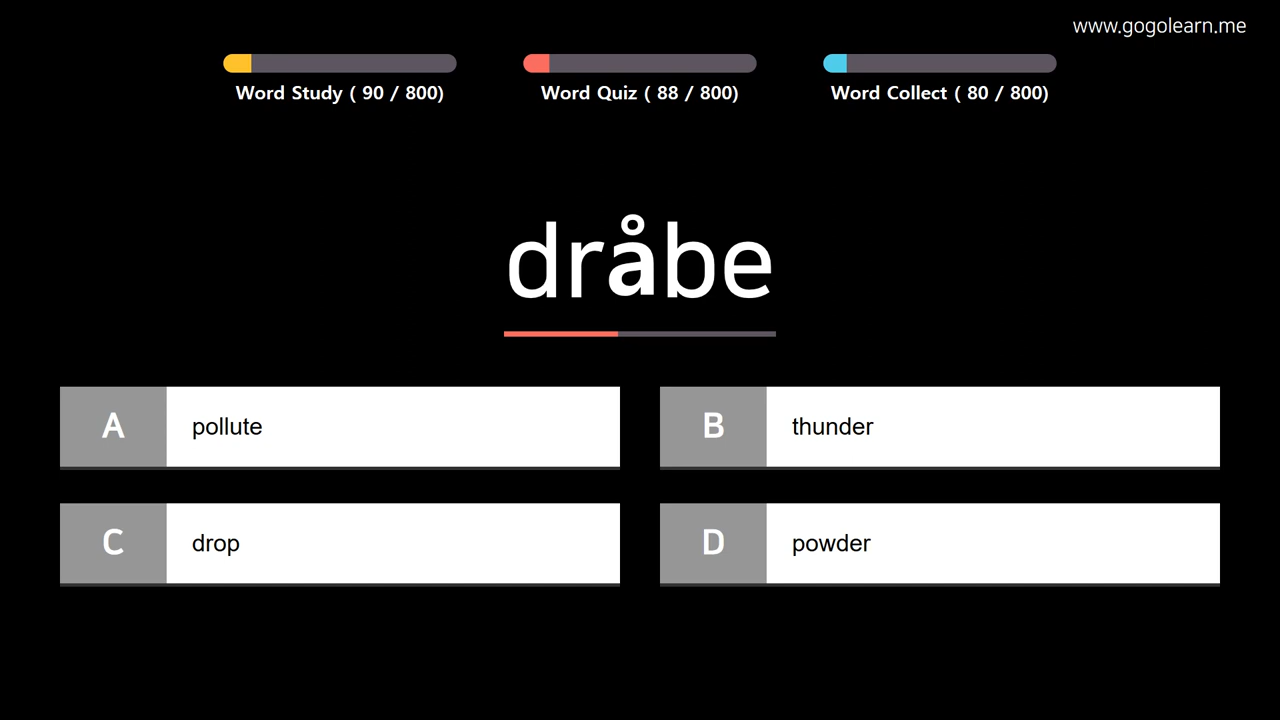 www.gogolearn.me
Word Study ( 90 / 800)
Word Quiz ( 88 / 800)
Word Collect ( 80 / 800)
dråbe
A pollute
B thunder
C drop
D powder